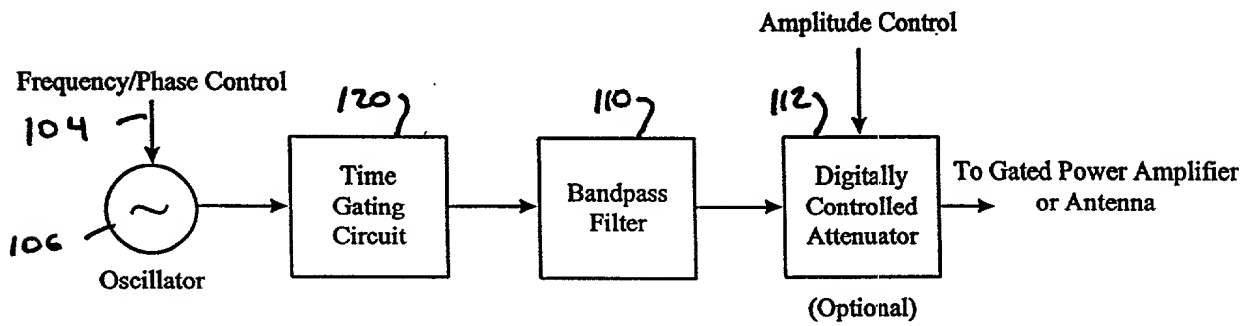 Amplitude Control
Frequency/Phase Control
104
120
110
112
Time
Gating
Circuit
Bandpass
Filter
Digitally
Controlled
Attenuator
To Gated Power Amplifier
or Antenna
~
106
Oscillator
(Optional)